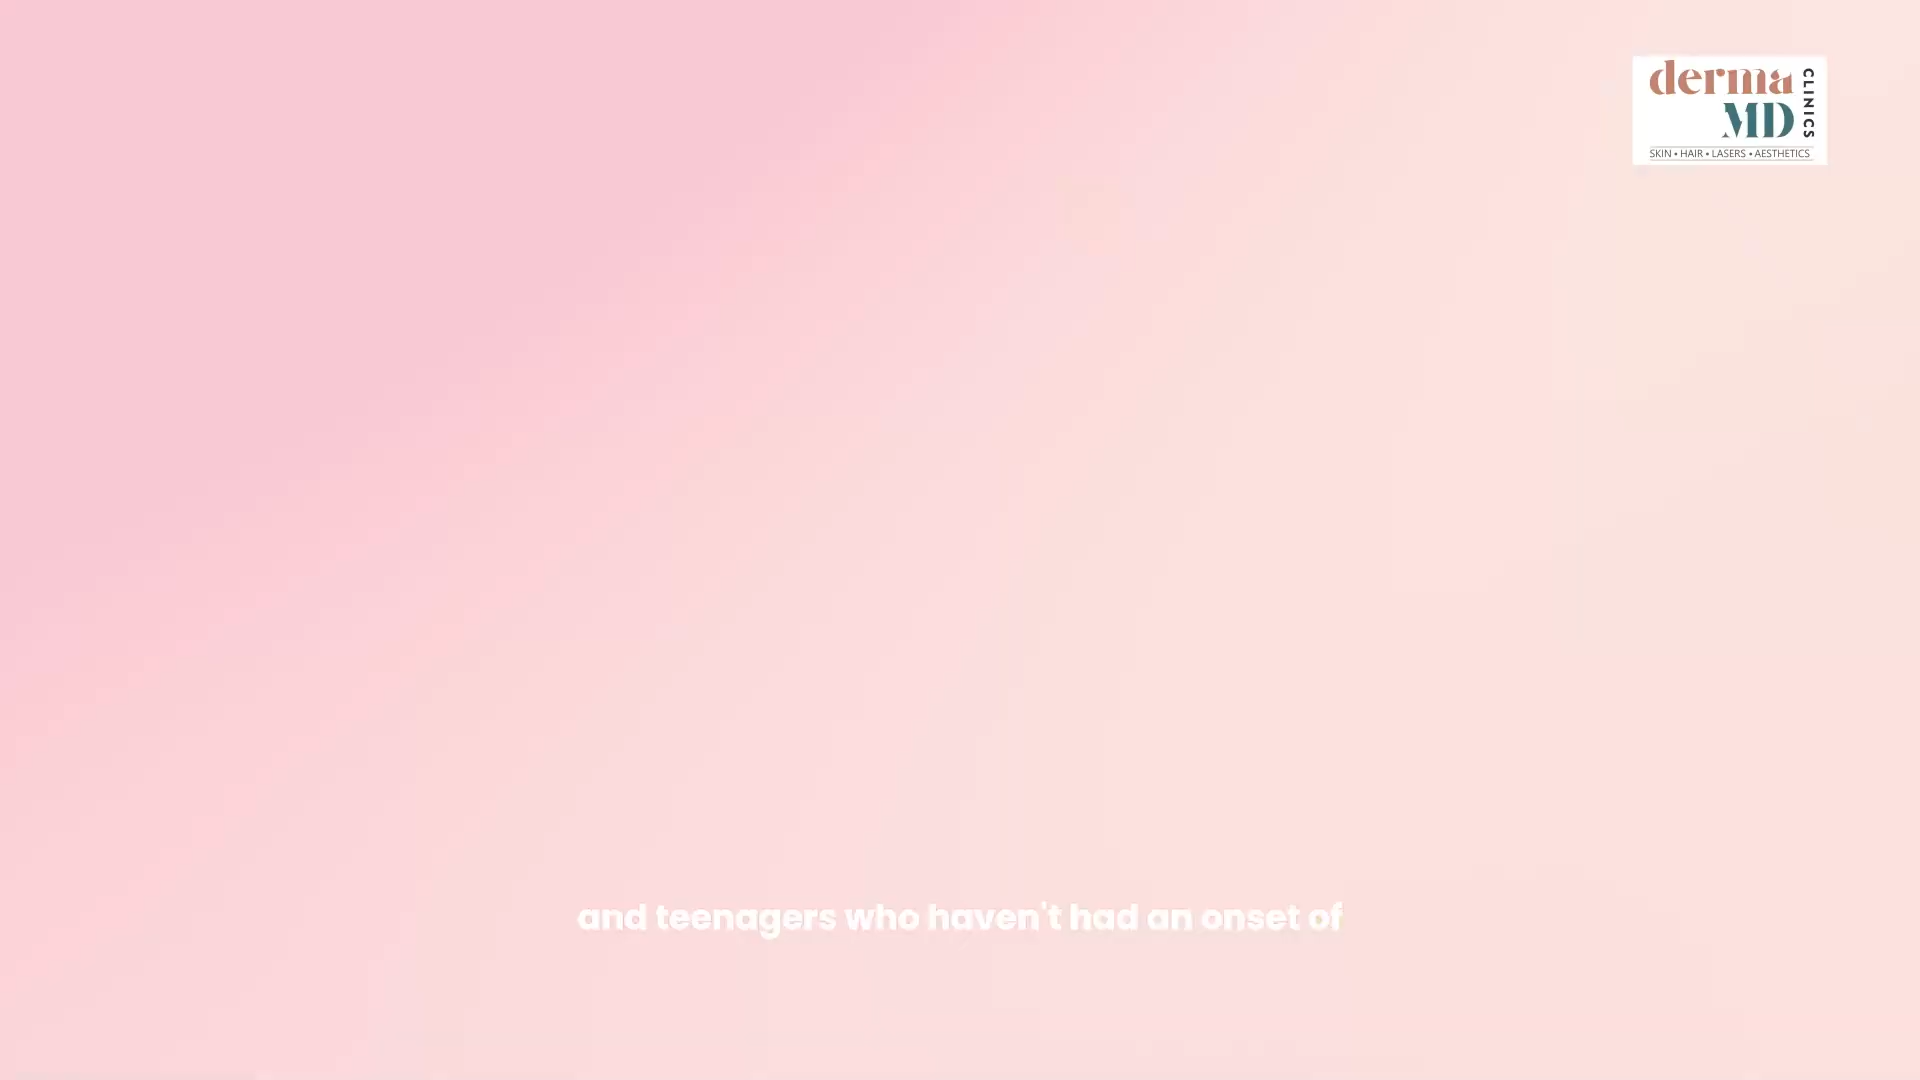 derma
MD
CLINICS
SKIN • HAIR • LASERS • AESTHETICS
and teenagers who haven't had an onset of